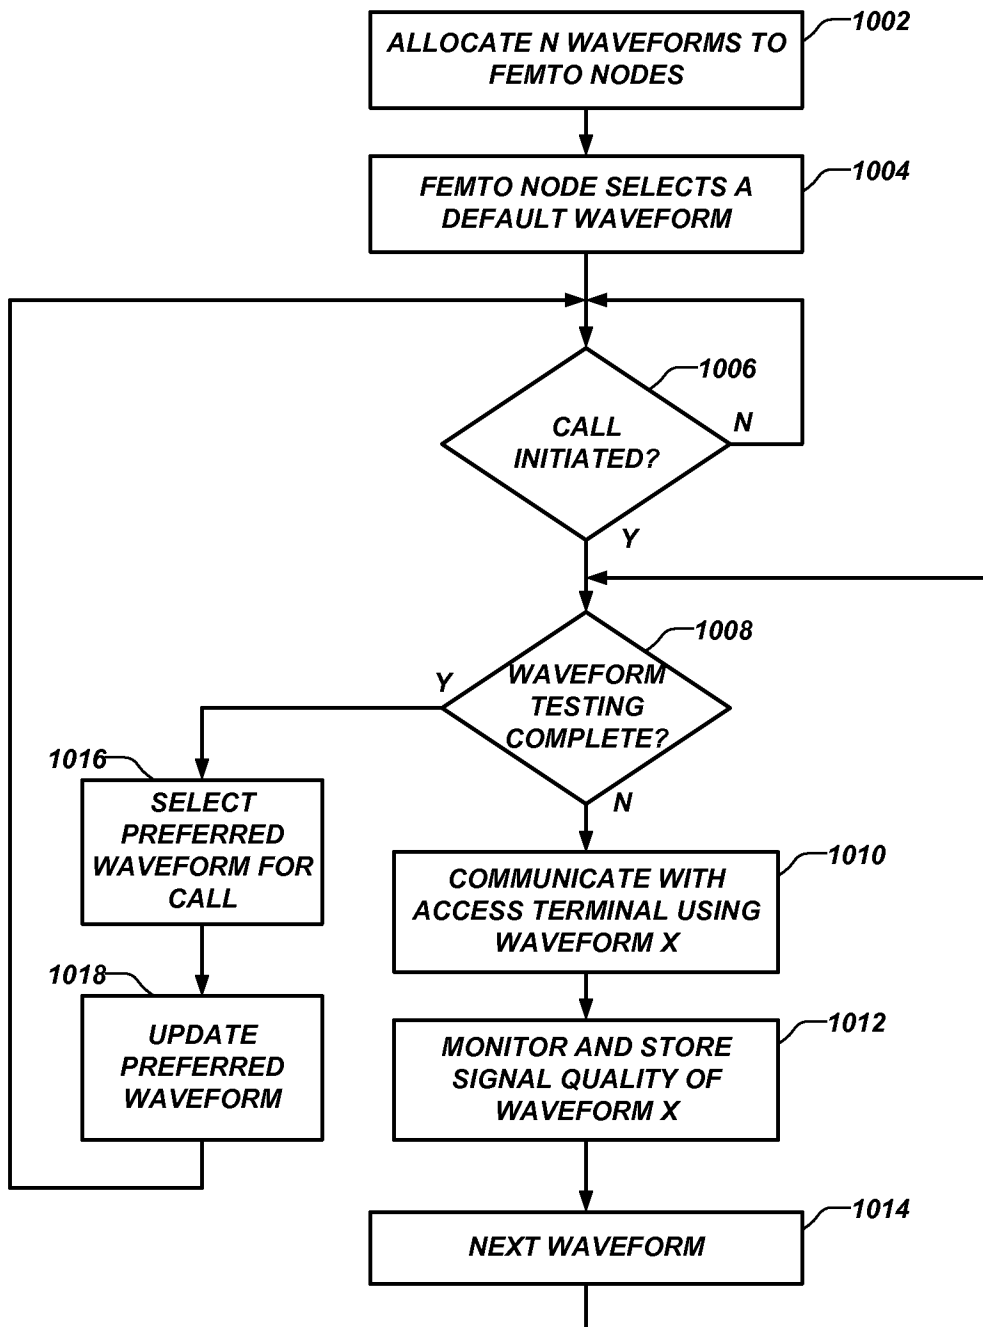 ALLOCATE N WAVEFORMS TO
FEMTO NODES
1002
FEMTO NODE SELECTS A
DEFAULT WAVEFORM
1004
1006
CALL
INITIATED?
N
Y
1008
WAVEFORM
TESTING
COMPLETE?
Y
N
1016
SELECT
PREFERRED
WAVEFORM FOR
CALL
1010
COMMUNICATE WITH
ACCESS TERMINAL USING
WAVEFORM X
1018
UPDATE
PREFERRED
WAVEFORM
1012
MONITOR AND STORE
SIGNAL QUALITY OF
WAVEFORM X
1014
NEXT WAVEFORM